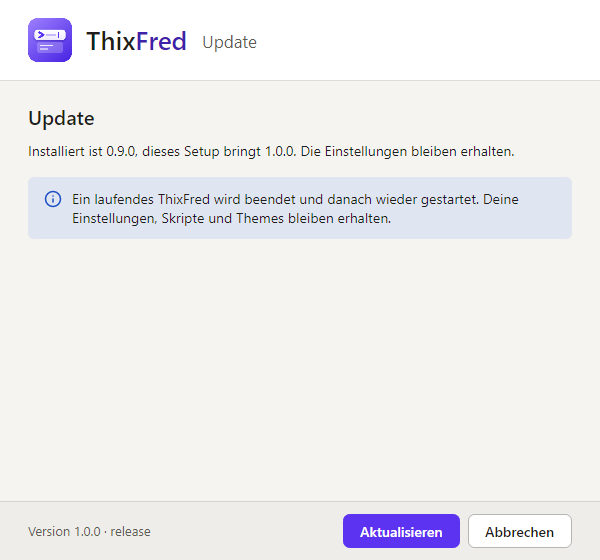 ThixFred Update
Update
Installiert ist 0.9.0, dieses Setup bringt 1.0.0. Die Einstellungen bleiben erhalten.
Ein laufendes ThixFred wird beendet und danach wieder gestartet. Deine
Einstellungen, Skripte und Themes bleiben erhalten.
Version 1.0.0 · release
Aktualisieren
Abbrechen